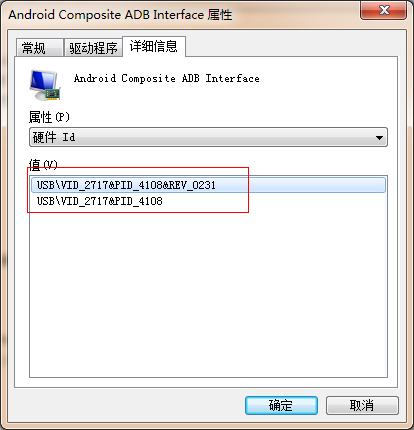 Android Composite ADB Interface 属性
常规 驱动程序 详细信息
Android Composite ADB Interface
属性(P)
硬件 Id
值(V)
USB\VID_2717&PID_4108&REV_0231
USB\VID_2717&PID_4108
确定 取消